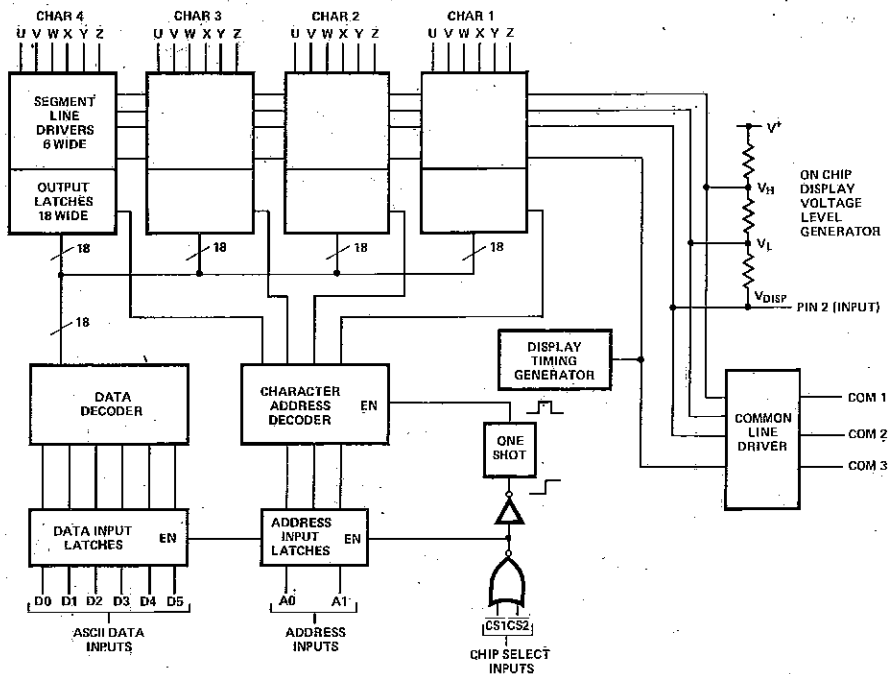 CHAR 4 CHAR 3 CHAR 2 CHAR 1
U V W X Y Z U V W X Y Z U V W X Y Z U V W X Y Z
SEGMENT
LINE
DRIVERS
6 WIDE
OUTPUT
LATCHES
18 WIDE
V+
VH
VL
VDISP
ON CHIP
DISPLAY
VOLTAGE
LEVEL
GENERATOR
PIN 2 (INPUT)
18 18 18 18
18
DATA
DECODER
CHARACTER
ADDRESS
DECODER
EN
DISPLAY
TIMING
GENERATOR
ONE
SHOT
COMMON
LINE
DRIVER
COM 1
COM 2
COM 3
DATA INPUT
LATCHES
EN
ADDRESS
INPUT
LATCHES
EN
D0 D1 D2 D3 D4 D5
ASCII DATA
INPUTS
A0 A1
ADDRESS
INPUTS
C̅S̅1̅ C̅S̅2̅
CHIP SELECT
INPUTS